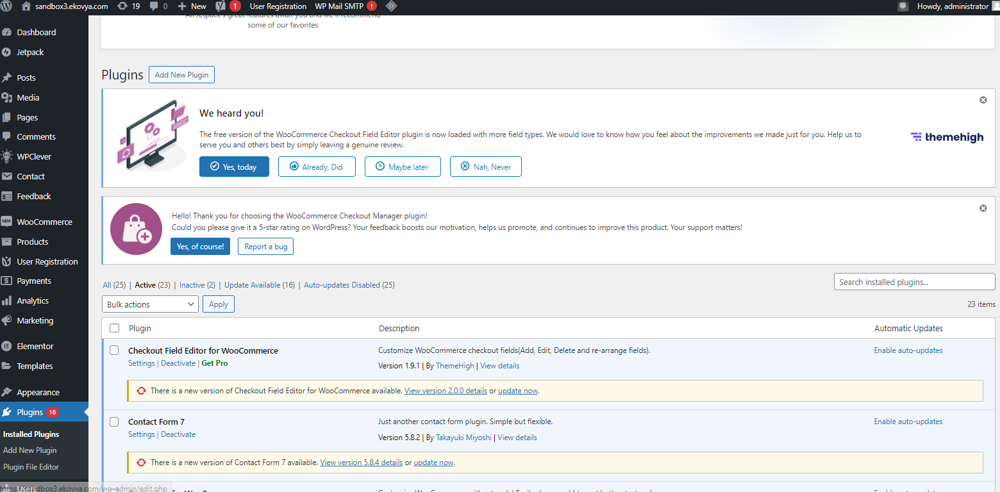 sandbox3.ekovya.com 19 0 New 1 User Registration WP Mail SMTP ! Howdy, administrator
some of our favorites
Dashboard
Jetpack
Posts
Media
Pages
Comments
WPClever
Contact
Feedback
WooCommerce
Products
User Registration
Payments
Analytics
Marketing
Elementor
Templates
Appearance
Plugins 16
Installed Plugins
Add New Plugin
Plugin File Editor
Users
https://sandbox3.ekovya.com/wp-admin/edit.php
Plugins Add New Plugin
We heard you!
The free version of the WooCommerce Checkout Field Editor plugin is now loaded with more field types. We would love to know how you feel about the improvements we made just for you. Help us to
serve you and others best by simply leaving a genuine review.
themehigh
Yes, today Already, Did Maybe later Nah, Never
Hello! Thank you for choosing the WooCommerce Checkout Manager plugin!
Could you please give it a 5-star rating on WordPress? Your feedback boosts our motivation, helps us promote, and continues to improve this product. Your support matters!
Yes, of course! Report a bug
All (25) | Active (23) | Inactive (2) | Update Available (16) | Auto-updates Disabled (25)
Search installed plugins...
Bulk actions Apply
23 items
Plugin Description Automatic Updates
Checkout Field Editor for WooCommerce Customize WooCommerce checkout fields(Add, Edit, Delete and re-arrange fields). Enable auto-updates
Settings | Deactivate | Get Pro Version 1.9.1 | By ThemeHigh | View details
There is a new version of Checkout Field Editor for WooCommerce available. View version 2.0.0 details or update now.
Contact Form 7 Just another contact form plugin. Simple but flexible. Enable auto-updates
Settings | Deactivate Version 5.8.2 | By Takayuki Miyoshi | View details
There is a new version of Contact Form 7 available. View version 5.8.4 details or update now.